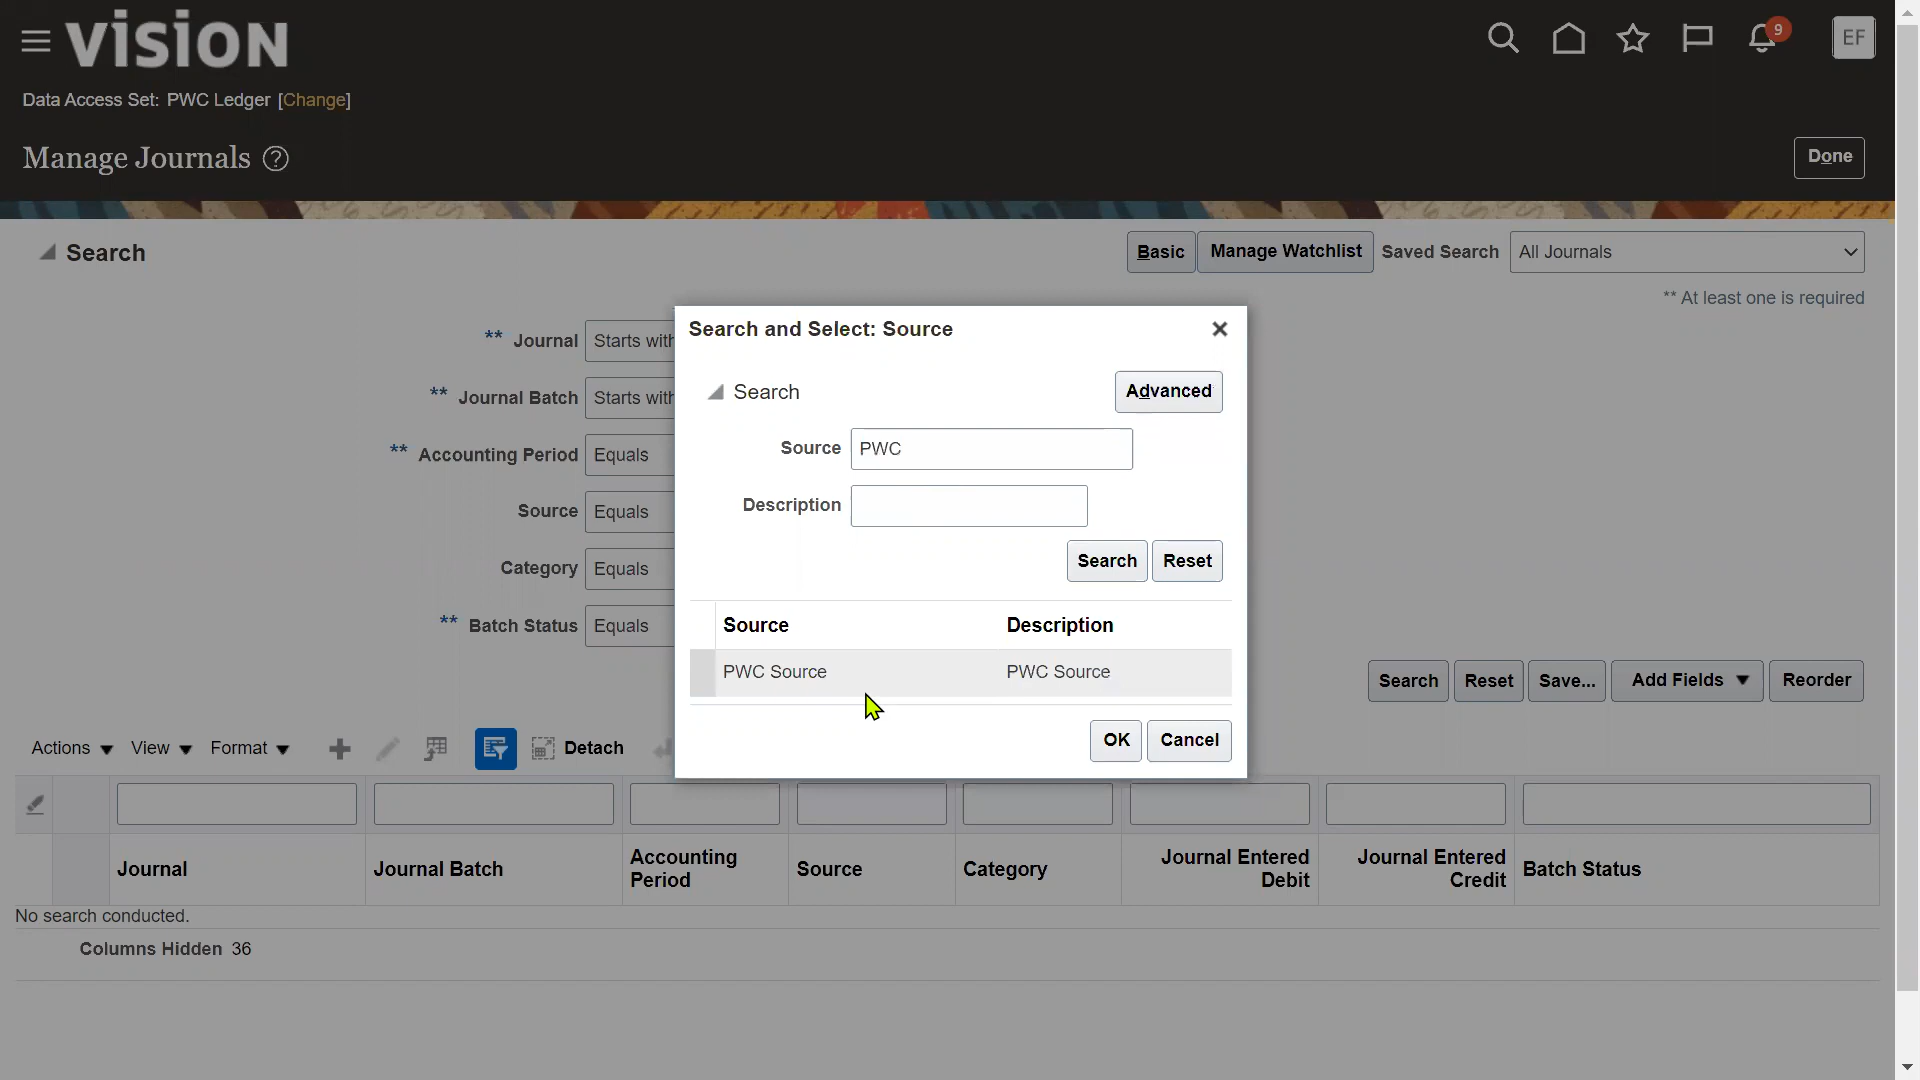 vision
9
EF
Data Access Set: PWC Ledger [Change]
Manage Journals ?
Done
Search
Basic
Manage Watchlist
Saved Search
All Journals
** At least one is required
** Journal
Starts with
** Journal Batch
Starts with
** Accounting Period
Equals
Source
Equals
Category
Equals
** Batch Status
Equals
Search and Select: Source
Search
Advanced
Source
PWC
Description
Search
Reset
Source
Description
PWC Source
PWC Source
OK
Cancel
Search
Reset
Save...
Add Fields
Reorder
Actions
View
Format
Detach
Journal
Journal Batch
Accounting Period
Source
Category
Journal Entered Debit
Journal Entered Credit
Batch Status
No search conducted.
Columns Hidden 36